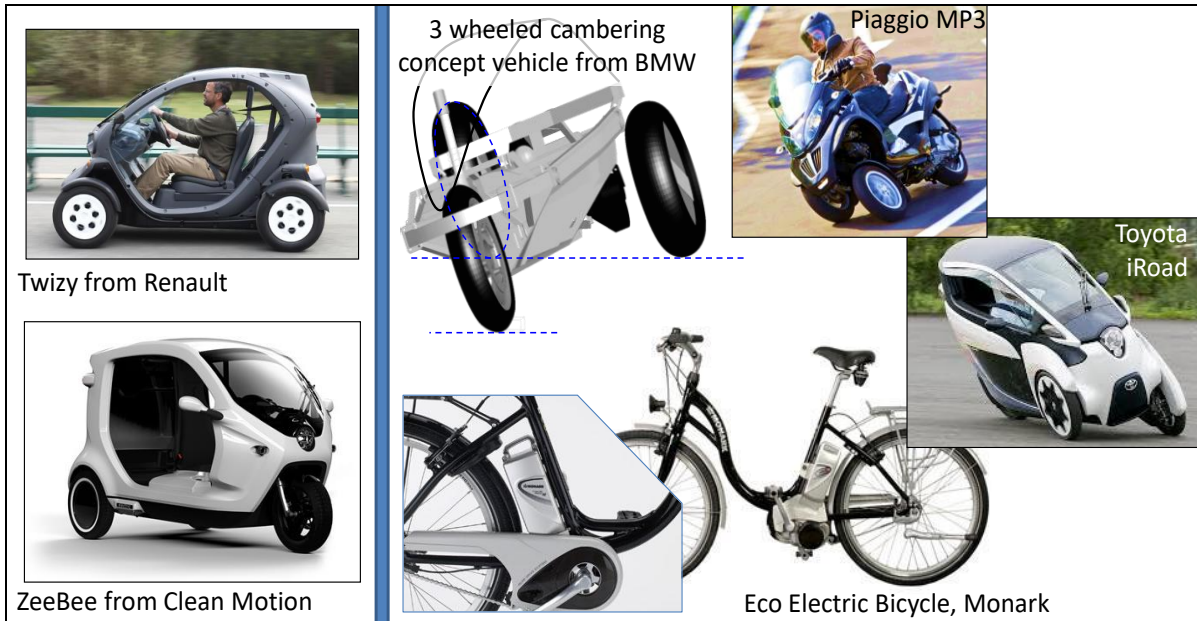 Twizy from Renault
ZeeBee from Clean Motion
3 wheeled cambering
concept vehicle from BMW
Piaggio MP3
Toyota
iRoad
MONARK
Eco Electric Bicycle, Monark